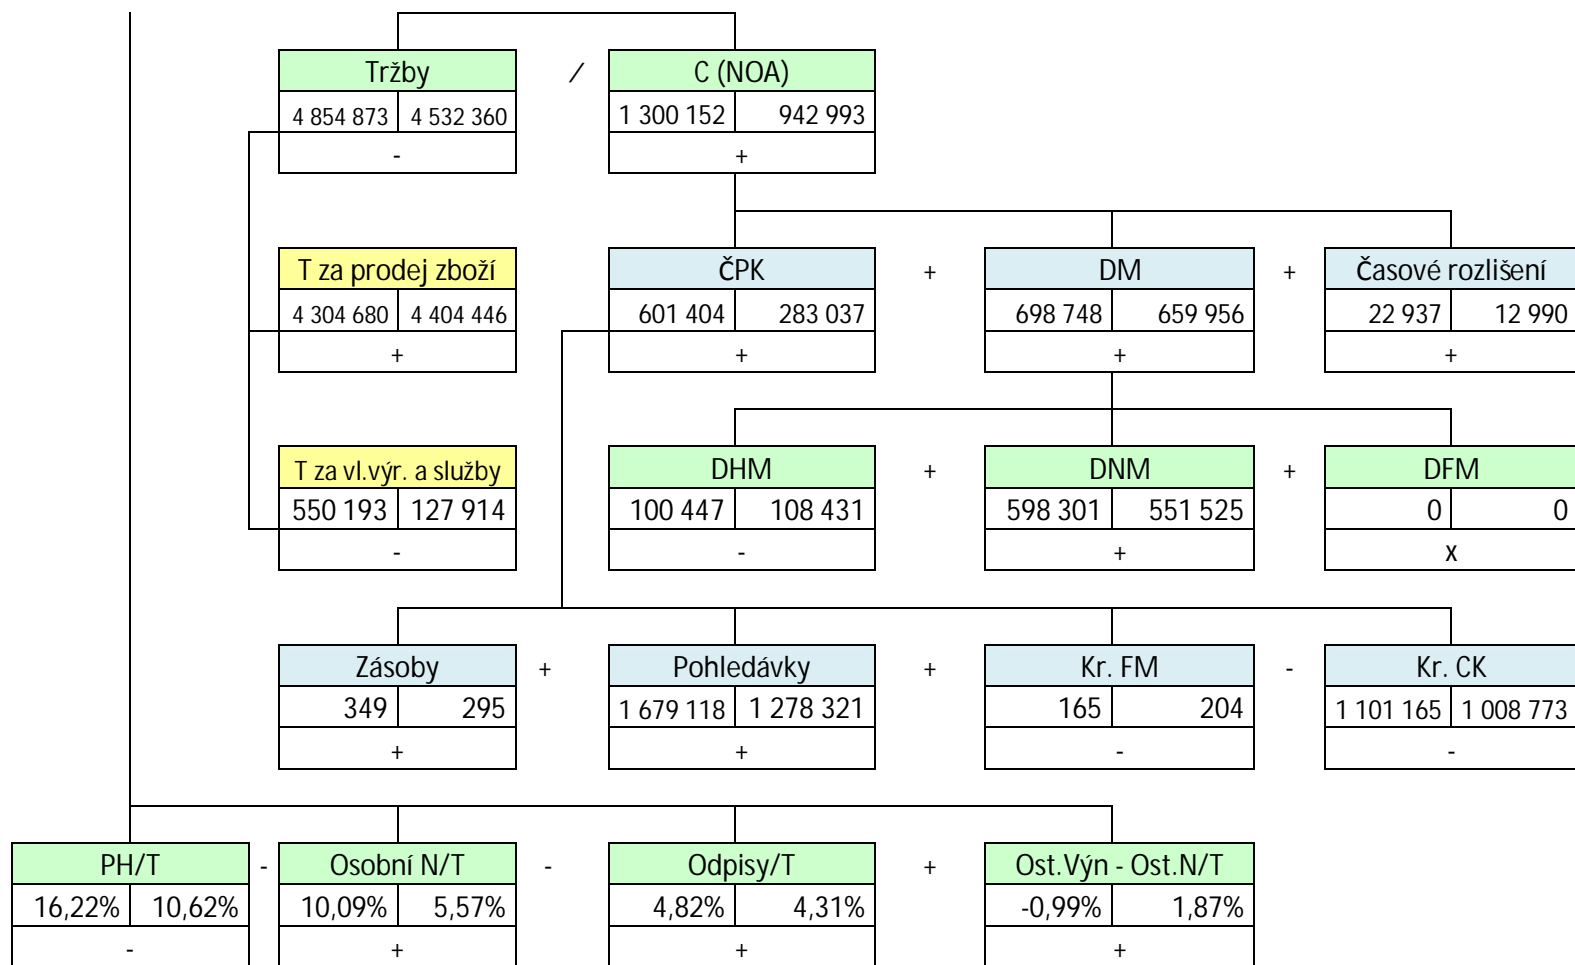 Tržby / C (NOA)
4 854 873 4 532 360 1 300 152 942 993
- +
T za prodej zboží ČPK + DM + Časové rozlišení
4 304 680 4 404 446 601 404 283 037 698 748 659 956 22 937 12 990
+ + + +
T za vl.výr. a služby DHM + DNM + DFM
550 193 127 914 100 447 108 431 598 301 551 525 0 0
- - + x
Zásoby + Pohledávky + Kr. FM - Kr. CK
349 295 1 679 118 1 278 321 165 204 1 101 165 1 008 773
+ + - -
PH/T - Osobní N/T - Odpisy/T + Ost.Výn - Ost.N/T
16,22% 10,62% 10,09% 5,57% 4,82% 4,31% -0,99% 1,87%
- + + +